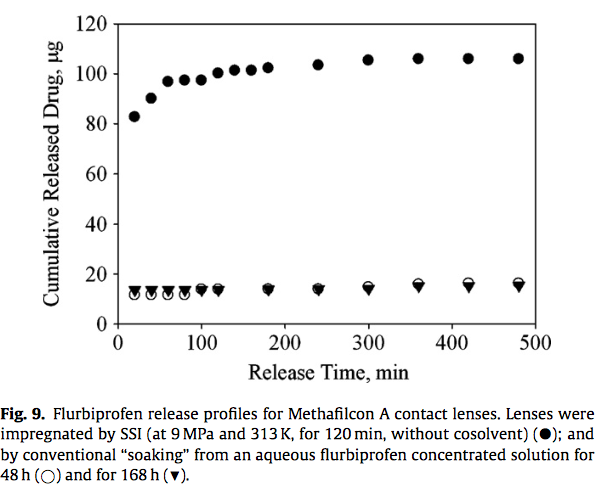 120
100
80
60
40
20
0
Cumulative Released Drug, µg
0 100 200 300 400 500
Release Time, min
Fig. 9. Flurbiprofen release profiles for Methafilcon A contact lenses. Lenses were
impregnated by SSI (at 9 MPa and 313 K, for 120 min, without cosolvent) (●); and
by conventional “soaking” from an aqueous flurbiprofen concentrated solution for
48 h (○) and for 168 h (▼).